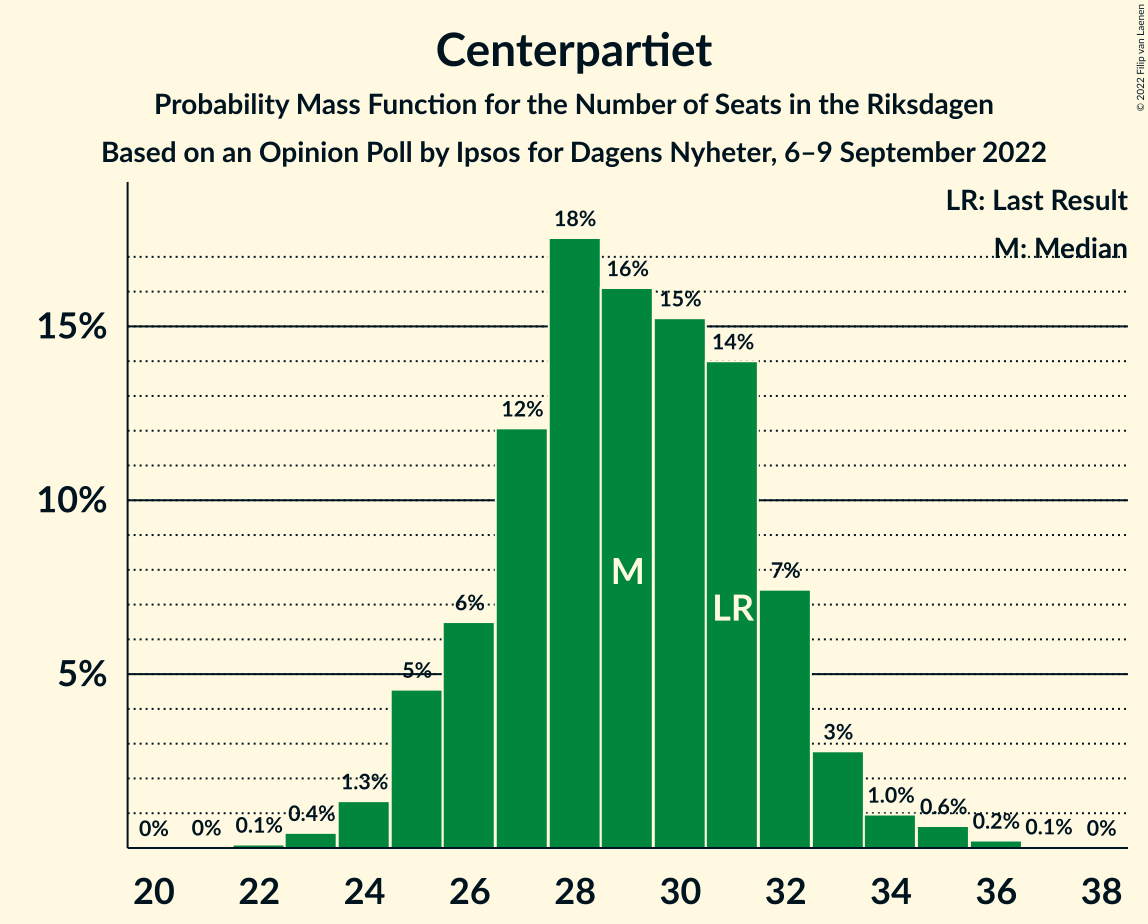 Centerpartiet
Probability Mass Function for the Number of Seats in the Riksdagen
Based on an Opinion Poll by Ipsos for Dagens Nyheter, 6–9 September 2022
© 2022 Filip van Laenen
LR: Last Result
M: Median
18%
16%
15%
14%
12%
7%
6%
5%
3%
1.3%
1.0%
0.6%
0.4%
0.2%
0.1%
0.1%
0%
0%
0%
M
LR
15%
10%
5%
20 22 24 26 28 30 32 34 36 38